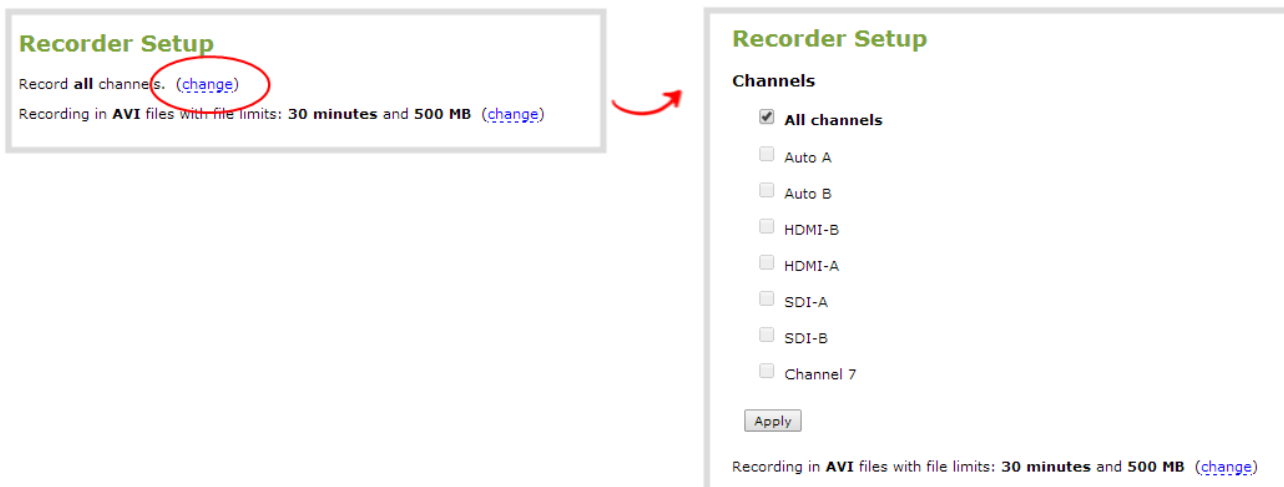 Recorder Setup
Record all channels. (change)
Recording in AVI files with file limits: 30 minutes and 500 MB (change)
Recorder Setup
Channels
All channels
Auto A
Auto B
HDMI-B
HDMI-A
SDI-A
SDI-B
Channel 7
Apply
Recording in AVI files with file limits: 30 minutes and 500 MB (change)